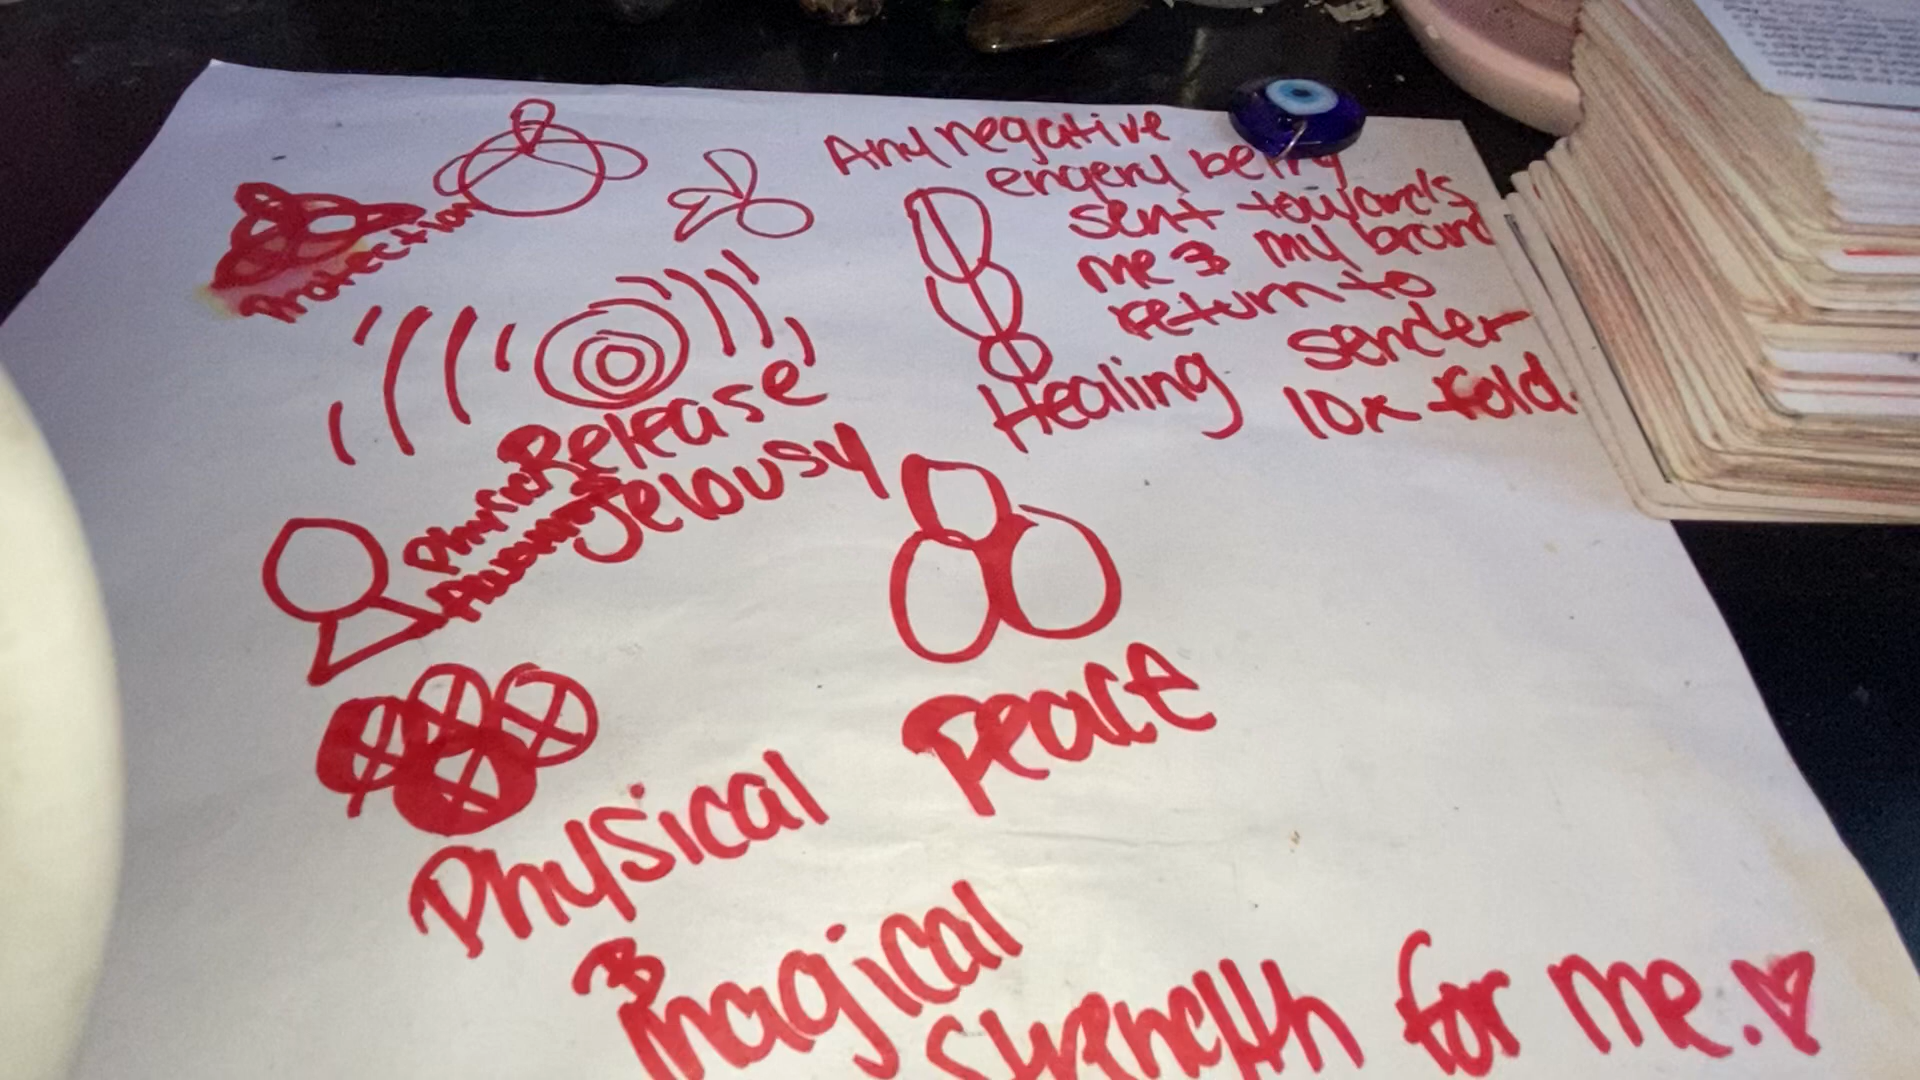 Any negative
engery being
sent towards
me & my brand
return to
sender
10x fold.
Protection
Healing
Release
Jelousy
Peace
Physical
&
magical
strength for me.